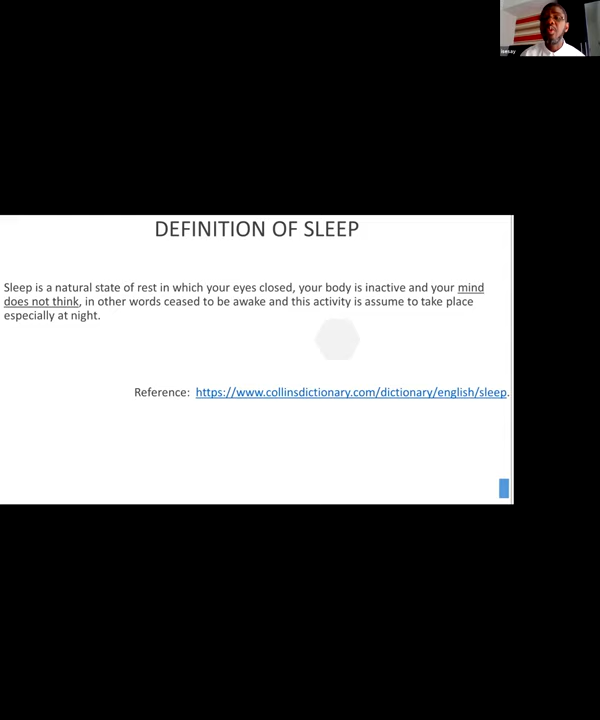 DEFINITION OF SLEEP
Sleep is a natural state of rest in which your eyes closed, your body is inactive and your mind
does not think, in other words ceased to be awake and this activity is assume to take place
especially at night.
Reference: https://www.collinsdictionary.com/dictionary/english/sleep.